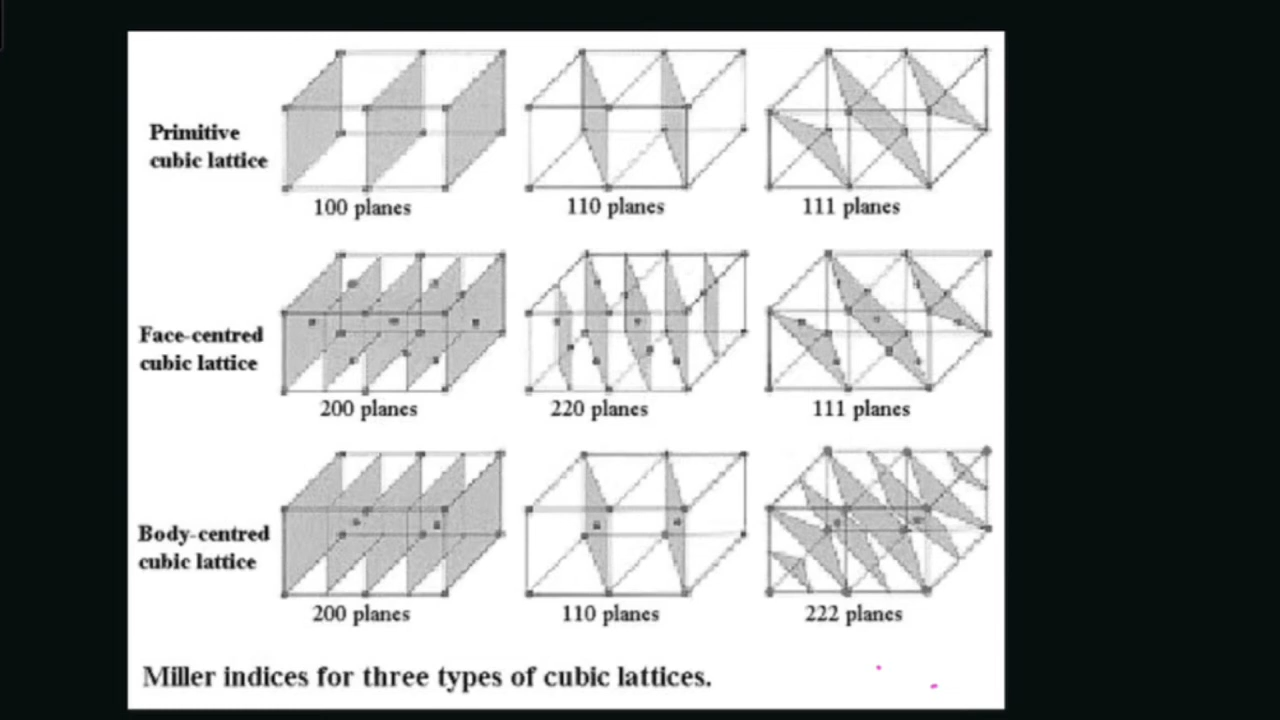 Primitive
cubic lattice
100 planes
110 planes
111 planes
Face-centred
cubic lattice
200 planes
220 planes
111 planes
Body-centred
cubic lattice
200 planes
110 planes
222 planes
Miller indices for three types of cubic lattices.